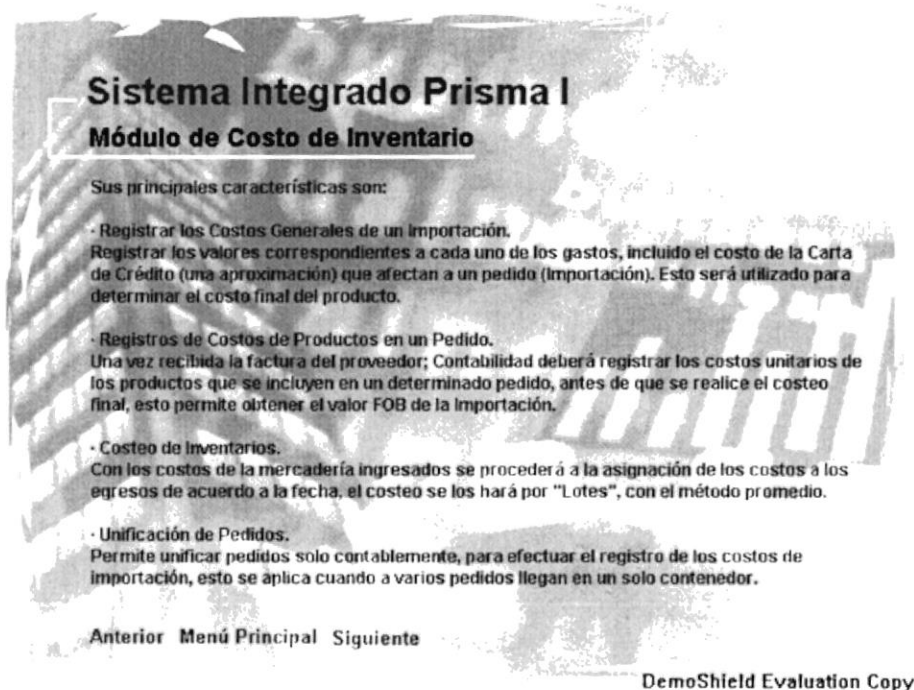 Sistema Integrado Prisma I
Módulo de Costo de Inventario
Sus principales características son:
· Registrar los Costos Generales de un Importación.
Registrar los valores correspondientes a cada uno de los gastos, incluido el costo de la Carta
de Crédito (una aproximación) que afectan a un pedido (Importación). Esto será utilizado para
determinar el costo final del producto.
· Registros de Costos de Productos en un Pedido.
Una vez recibida la factura del proveedor; Contabilidad deberá registrar los costos unitarios de
los productos que se incluyen en un determinado pedido, antes de que se realice el costeo
final, esto permite obtener el valor FOB de la Importación.
· Costeo de Inventarios.
Con los costos de la mercadería ingresados se procederá a la asignación de los costos a los
egresos de acuerdo a la fecha, el costeo se los hará por "Lotes", con el método promedio.
· Unificación de Pedidos.
Permite unificar pedidos solo contablemente, para efectuar el registro de los costos de
importación, esto se aplica cuando a varios pedidos llegan en un solo contenedor.
Anterior Menú Principal Siguiente
DemoShield Evaluation Copy